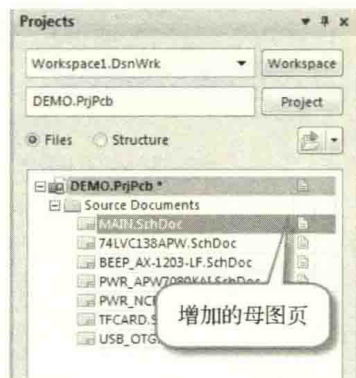 Projects
Workspace1.DsnWrk
Workspace
DEMO.PrjPcb
Project
Files
Structure
DEMO.PrjPcb *
Source Documents
MAIN.SchDoc
74LVC138APW.SchDoc
BEEP_AX-1203-LF.SchDoc
增加的母图页